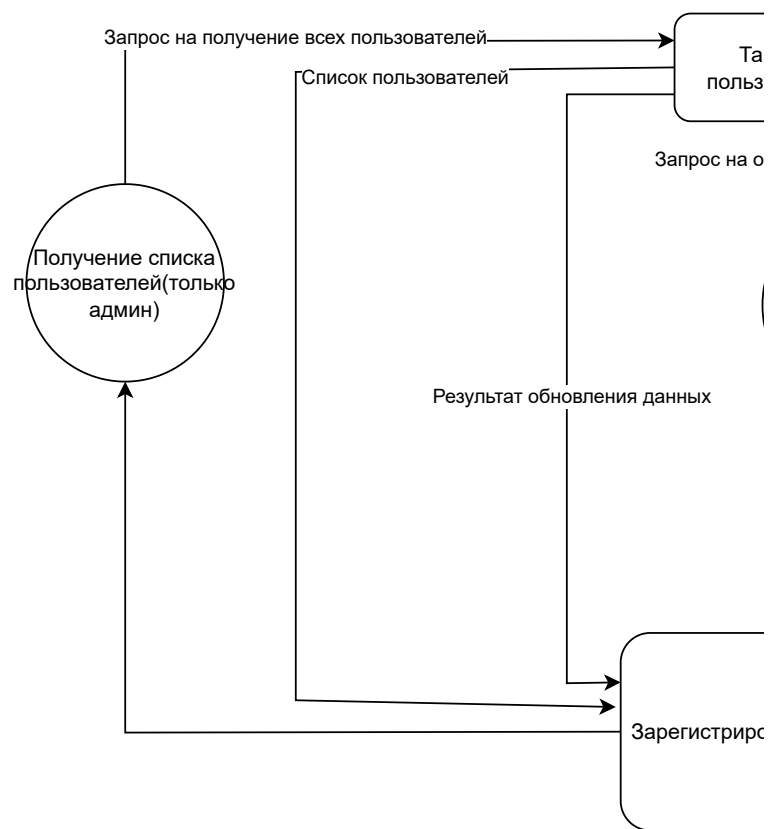 Запрос на получение всех пользователей
Список пользователей
Та
польз
Запрос на о
Получение списка
пользователей(только
админ)
Результат обновления данных
Зарегистриро